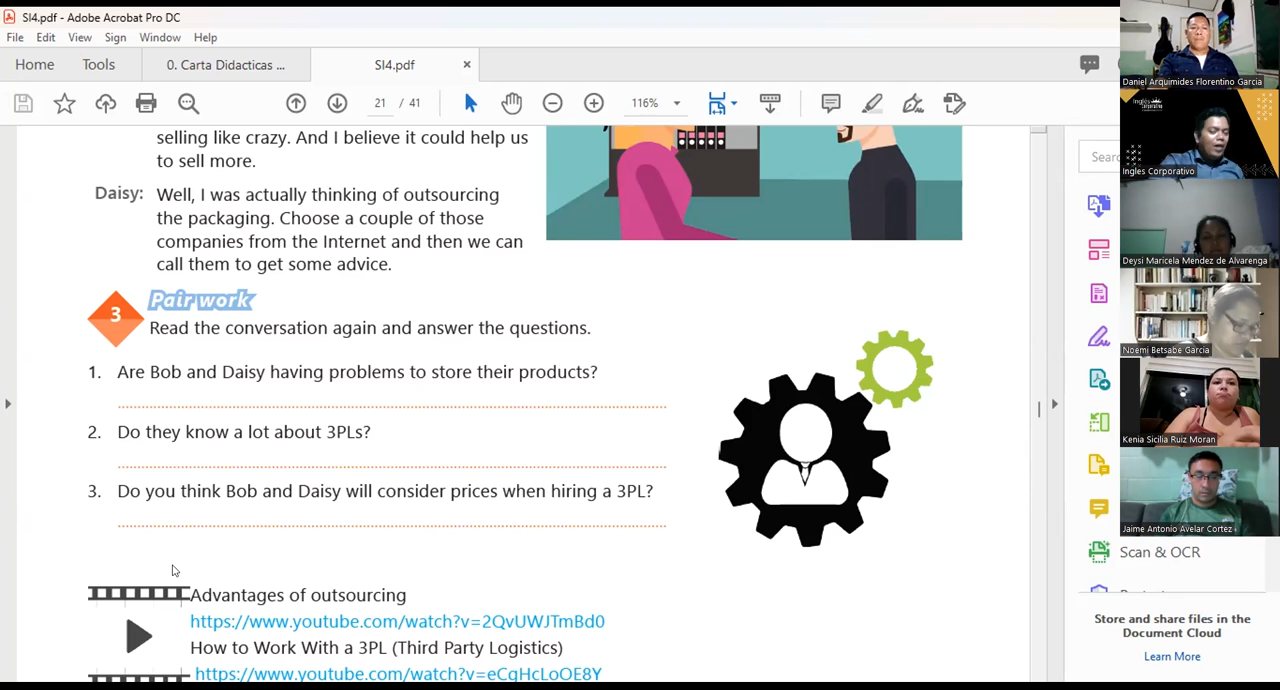 SI4.pdf - Adobe Acrobat Pro DC
File Edit View Sign Window Help
Home Tools 0. Carta Didacticas ... SI4.pdf ×
21 / 41 116%
selling like crazy. And I believe it could help us
to sell more.
Daisy: Well, I was actually thinking of outsourcing
the packaging. Choose a couple of those
companies from the Internet and then we can
call them to get some advice.
3 Pair work
Read the conversation again and answer the questions.
1. Are Bob and Daisy having problems to store their products?
2. Do they know a lot about 3PLs?
3. Do you think Bob and Daisy will consider prices when hiring a 3PL?
Advantages of outsourcing
https://www.youtube.com/watch?v=2QvUWJTmBd0
How to Work With a 3PL (Third Party Logistics)
https://www.youtube.com/watch?v=eCqHcLoOE8Y
Searc
Scan & OCR
Store and share files in the
Document Cloud
Learn More
Daniel Arquimides Florentino Garcia
Inglés
Ingles Corporativo
Deysi Maricela Mendez de Alvarenga
Noemi Betsabe Garcia
Kenia Sicilia Ruiz Moran
Jaime Antonio Avelar Cortez